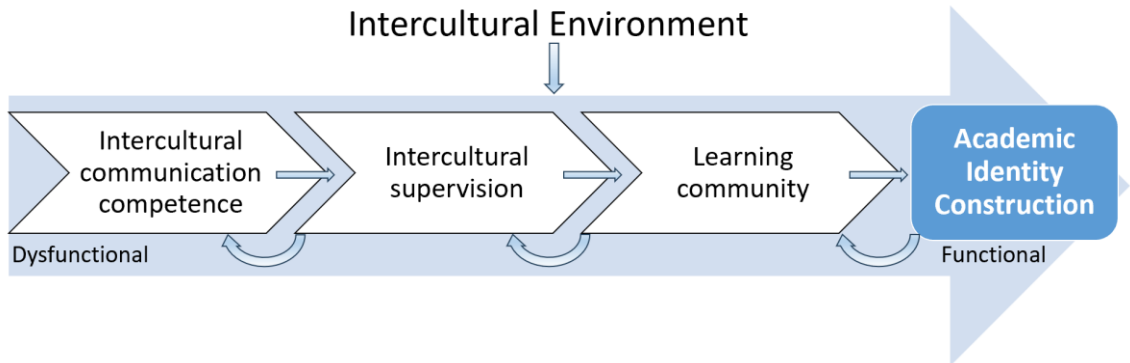 Intercultural Environment
Intercultural
communication
competence
Intercultural
supervision
Learning
community
Academic
Identity
Construction
Dysfunctional
Functional